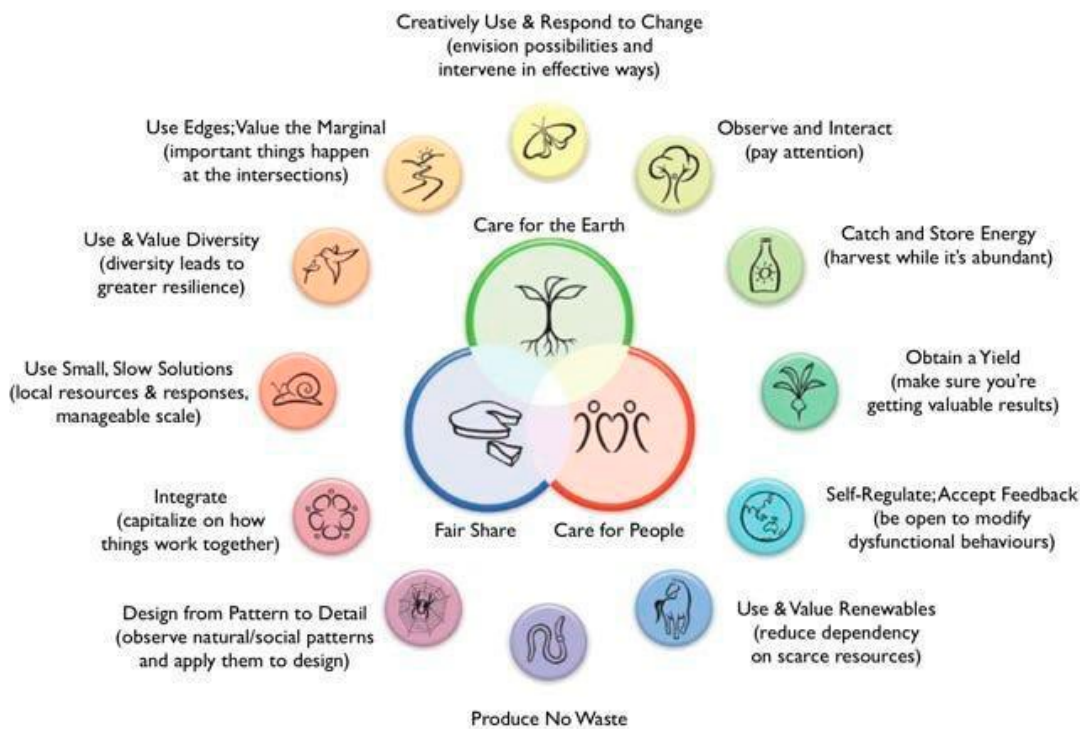 Creatively Use & Respond to Change
(envision possibilities and
intervene in effective ways)
Use Edges; Value the Marginal
(important things happen
at the intersections)
Observe and Interact
(pay attention)
Care for the Earth
Use & Value Diversity
(diversity leads to
greater resilience)
Catch and Store Energy
(harvest while it's abundant)
Use Small, Slow Solutions
(local resources & responses,
manageable scale)
Obtain a Yield
(make sure you're
getting valuable results)
Integrate
(capitalize on how
things work together)
Fair Share
Care for People
Self-Regulate; Accept Feedback
(be open to modify
dysfunctional behaviours)
Design from Pattern to Detail
(observe natural/social patterns
and apply them to design)
Use & Value Renewables
(reduce dependency
on scarce resources)
Produce No Waste